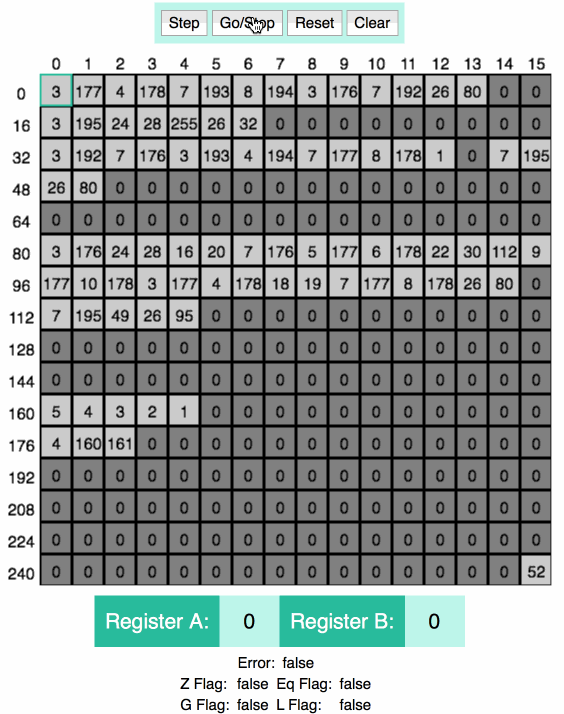 Step Go/Stop Reset Clear
0 1 2 3 4 5 6 7 8 9 10 11 12 13 14 15
0 3 177 4 178 7 193 8 194 3 176 7 192 26 80 0 0
16 3 195 24 28 255 26 32 0 0 0 0 0 0 0 0 0
32 3 192 7 176 3 193 4 194 7 177 8 178 1 0 7 195
48 26 80 0 0 0 0 0 0 0 0 0 0 0 0 0 0
64 0 0 0 0 0 0 0 0 0 0 0 0 0 0 0 0
80 3 176 24 28 16 20 7 176 5 177 6 178 22 30 112 9
96 177 10 178 3 177 4 178 18 19 7 177 8 178 26 80 0
112 7 195 49 26 95 0 0 0 0 0 0 0 0 0 0 0
128 0 0 0 0 0 0 0 0 0 0 0 0 0 0 0 0
144 0 0 0 0 0 0 0 0 0 0 0 0 0 0 0 0
160 5 4 3 2 1 0 0 0 0 0 0 0 0 0 0 0
176 4 160 161 0 0 0 0 0 0 0 0 0 0 0 0 0
192 0 0 0 0 0 0 0 0 0 0 0 0 0 0 0 0
208 0 0 0 0 0 0 0 0 0 0 0 0 0 0 0 0
224 0 0 0 0 0 0 0 0 0 0 0 0 0 0 0 0
240 0 0 0 0 0 0 0 0 0 0 0 0 0 0 0 52
Register A: 0 Register B: 0
Error: false
Z Flag: false Eq Flag: false
G Flag: false L Flag: false